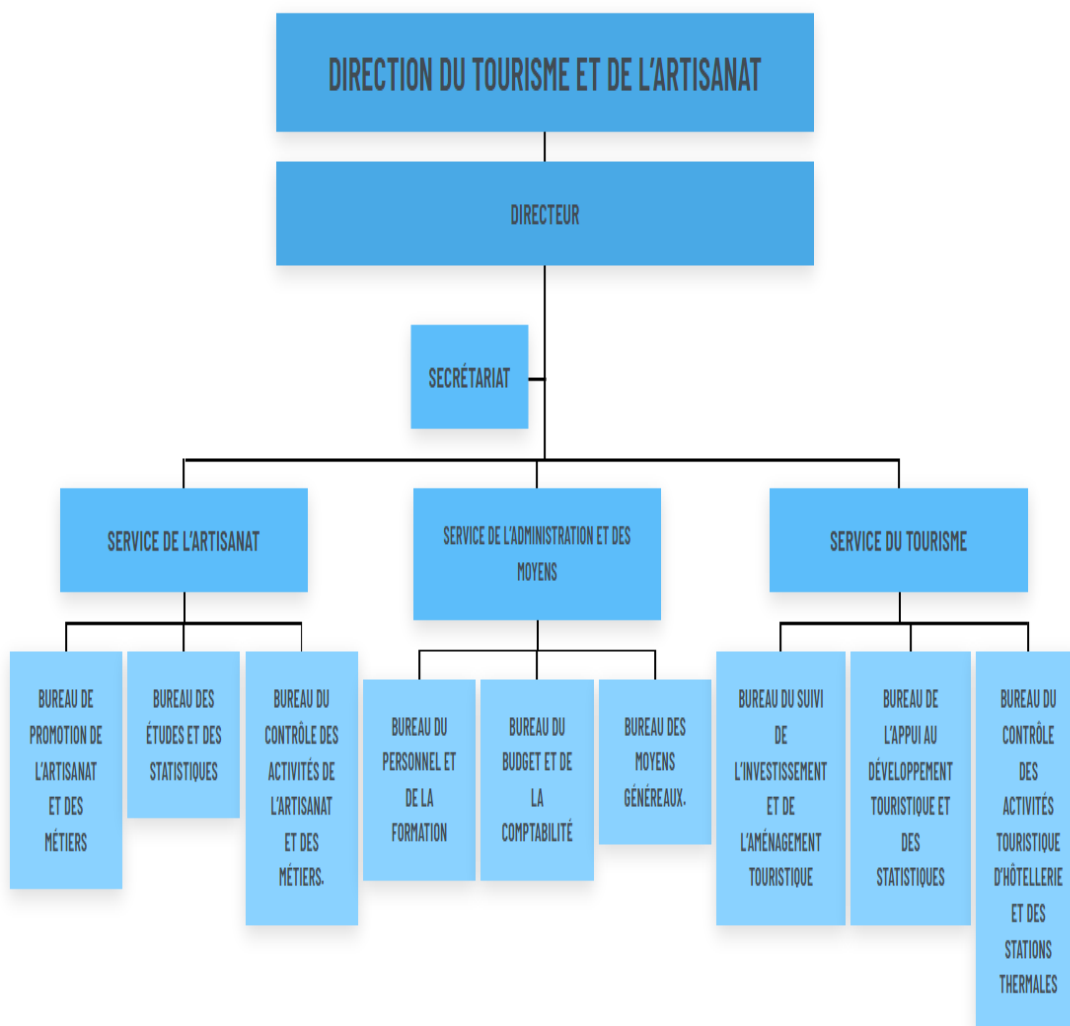 DIRECTION DU TOURISME ET DE L'ARTISANAT
DIRECTEUR
SECRÉTARIAT
SERVICE DE L'ARTISANAT
SERVICE DE L'ADMINISTRATION ET DES
MOYENS
SERVICE DU TOURISME
BUREAU DE
PROMOTION DE
L'ARTISANAT
ET DES
MÉTIERS
BUREAU DES
ÉTUDES ET DES
STATISTIQUES
BUREAU DU
CONTRÔLE DES
ACTIVITÉS DE
L'ARTISANAT
ET DES
MÉTIERS.
BUREAU DU
PERSONNEL ET
DE LA
FORMATION
BUREAU DU
BUDGET ET DE
LA
COMPTABILITÉ
BUREAU DES
MOYENS
GÉNÉREAUX.
BUREAU DU SUIVI
DE
L'INVESTISSEMENT
ET DE
L'AMÉNAGEMENT
TOURISTIQUE
BUREAU DE
L'APPUI AU
DÉVELOPPEMENT
TOURISTIQUE ET
DES
STATISTIQUES
BUREAU DU
CONTRÔLE
DES
ACTIVITÉS
TOURISTIQUE
D'HÔTELLERIE
ET DES
STATIONS
THERMALES